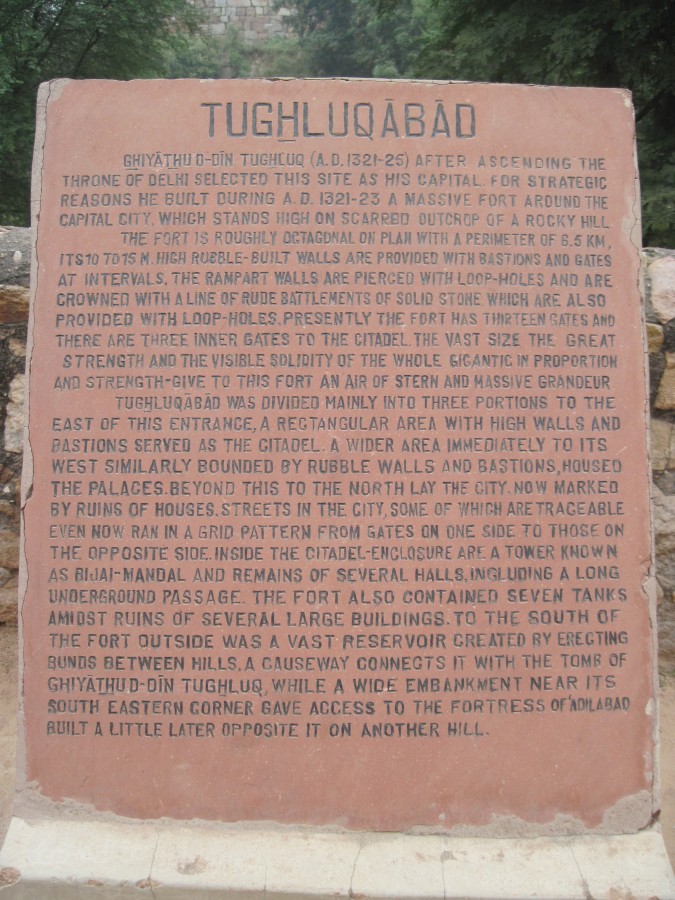 TUGH̱LUQĀBĀD
G̱HIYĀṮHU D-DĪN TUGHLUQ (A.D. 1321-25) AFTER ASCENDING THE
THRONE OF DELHI SELECTED THIS SITE AS HIS CAPITAL. FOR STRATEGIC
REASONS HE BUILT DURING A.D. 1321-23 A MASSIVE FORT AROUND THE
CAPITAL CITY, WHICH STANDS HIGH ON SCARRED OUTCROP OF A ROCKY HILL
THE FORT IS ROUGHLY OCTAGONAL ON PLAN WITH A PERIMETER OF 6.5 KM,
ITS 10 TO 15 M. HIGH RUBBLE-BUILT WALLS ARE PROVIDED WITH BASTIONS AND GATES
AT INTERVALS, THE RAMPART WALLS ARE PIERCED WITH LOOP-HOLES AND ARE
CROWNED WITH A LINE OF RUDE BATTLEMENTS OF SOLID STONE WHICH ARE ALSO
PROVIDED WITH LOOP-HOLES. PRESENTLY THE FORT HAS THIRTEEN GATES AND
THERE ARE THREE INNER GATES TO THE CITADEL. THE VAST SIZE THE GREAT
STRENGTH AND THE VISIBLE SOLIDITY OF THE WHOLE GIGANTIC IN PROPORTION
AND STRENGTH-GIVE TO THIS FORT AN AIR OF STERN AND MASSIVE GRANDEUR
TUGH̱LUQĀBĀD WAS DIVIDED MAINLY INTO THREE PORTIONS TO THE
EAST OF THIS ENTRANCE, A RECTANGULAR AREA WITH HIGH WALLS AND
BASTIONS SERVED AS THE CITADEL. A WIDER AREA IMMEDIATELY TO ITS
WEST SIMILARLY BOUNDED BY RUBBLE WALLS AND BASTIONS, HOUSED
THE PALACES. BEYOND THIS TO THE NORTH LAY THE CITY. NOW MARKED
BY RUINS OF HOUSES. STREETS IN THE CITY, SOME OF WHICH ARE TRACEABLE
EVEN NOW RAN IN A GRID PATTERN FROM GATES ON ONE SIDE TO THOSE ON
THE OPPOSITE SIDE. INSIDE THE CITADEL-ENCLOSURE ARE A TOWER KNOWN
AS BIJAI-MANDAL AND REMAINS OF SEVERAL HALLS, INCLUDING A LONG
UNDERGROUND PASSAGE. THE FORT ALSO CONTAINED SEVEN TANKS
AMIDST RUINS OF SEVERAL LARGE BUILDINGS. TO THE SOUTH OF
THE FORT OUTSIDE WAS A VAST RESERVOIR CREATED BY ERECTING
BUNDS BETWEEN HILLS. A CAUSEWAY CONNECTS IT WITH THE TOMB OF
GHIYĀṮHU D-DĪN TUGH̱LUQ, WHILE A WIDE EMBANKMENT NEAR ITS
SOUTH EASTERN CORNER GAVE ACCESS TO THE FORTRESS OF 'ADILABAD
BUILT A LITTLE LATER OPPOSITE IT ON ANOTHER HILL.